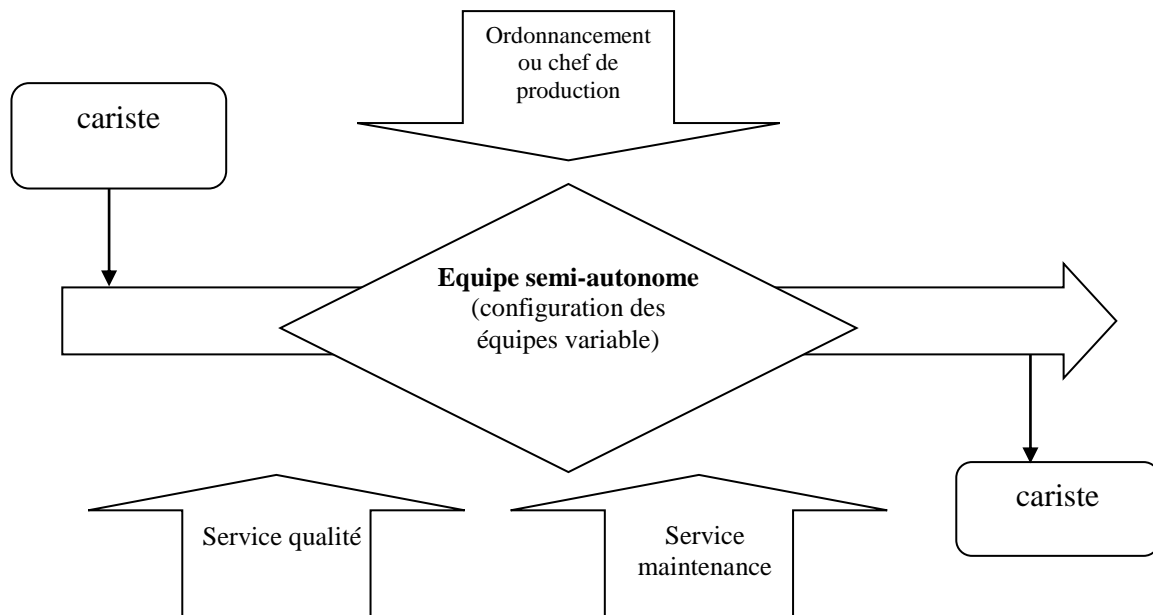 Ordonnancement
ou chef de
production
cariste
Equipe semi-autonome
(configuration des
équipes variable)
cariste
Service qualité
Service
maintenance